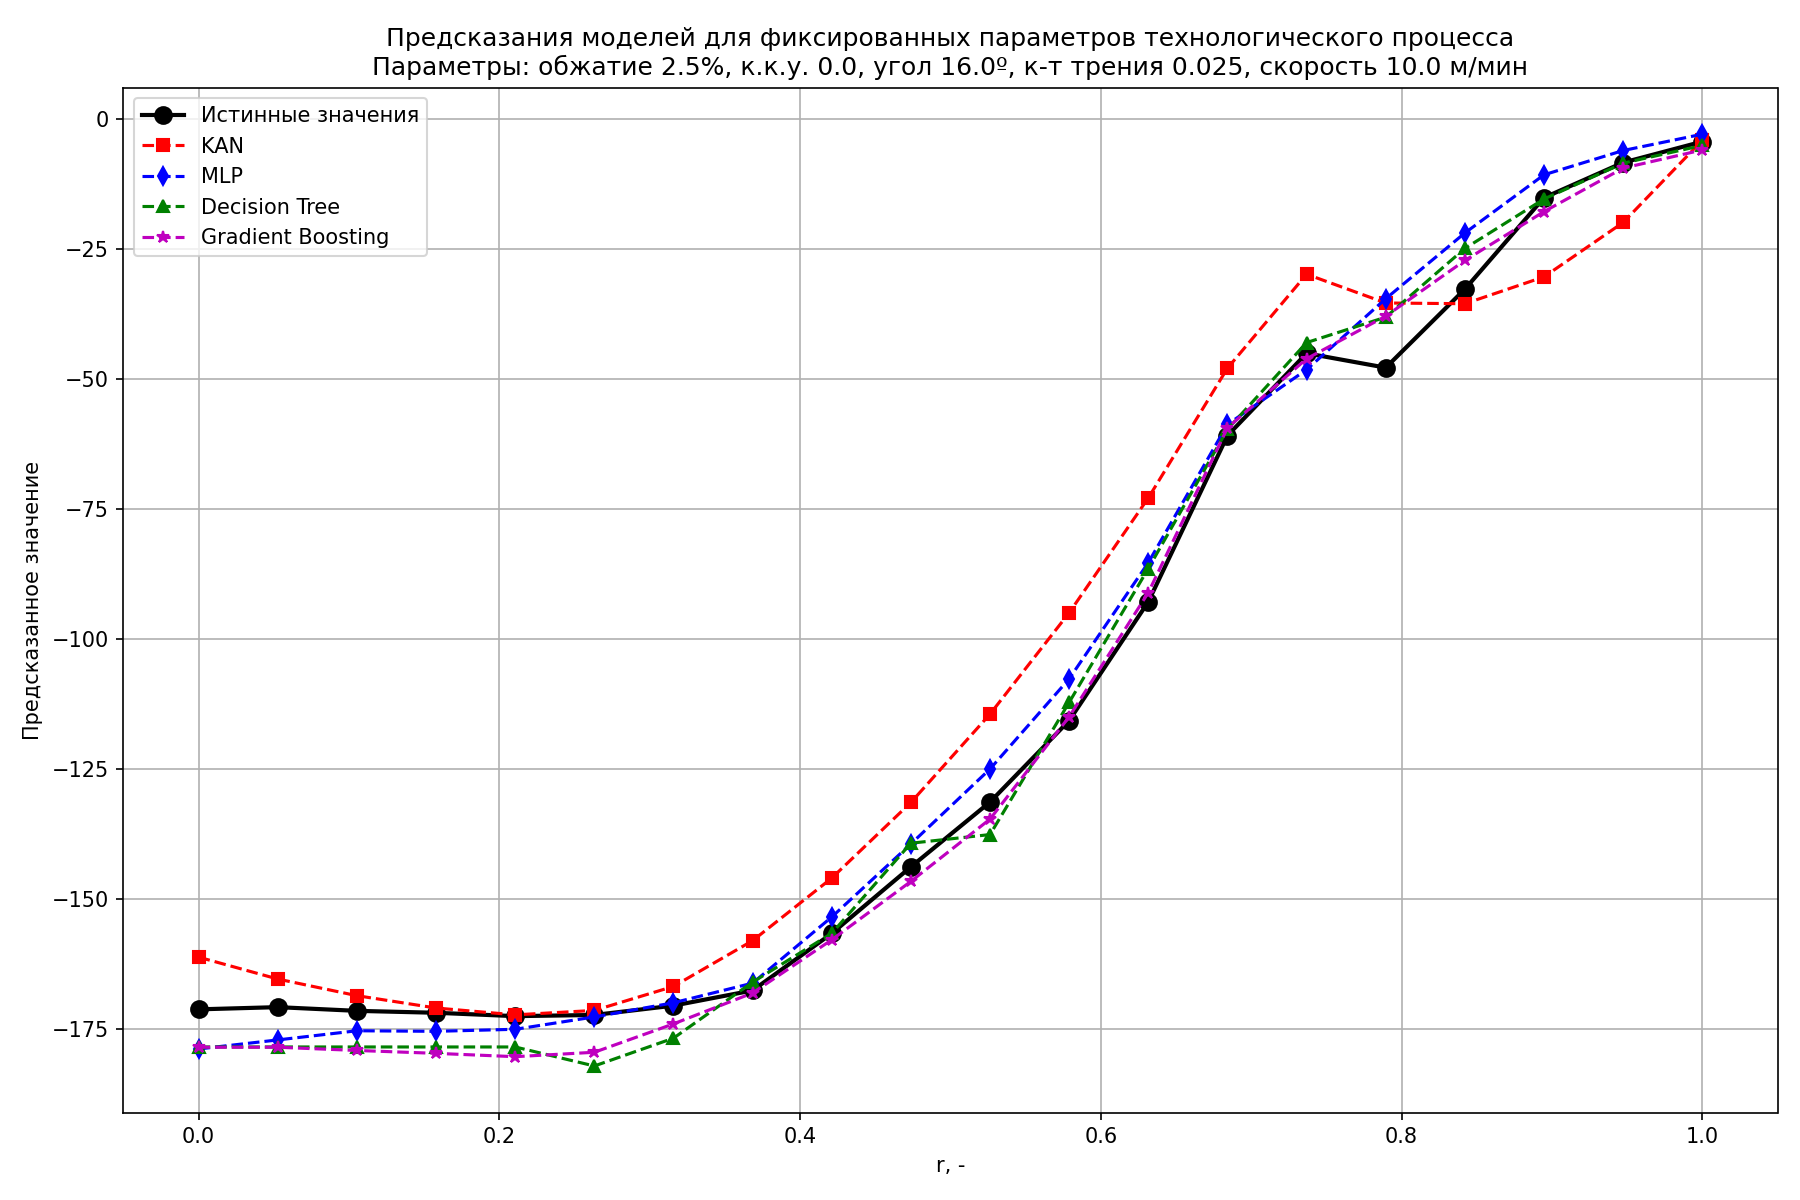 Предсказания моделей для фиксированных параметров технологического процесса
Параметры: обжатие 2.5%, к.к.у. 0.0, угол 16.0º, к-т трения 0.025, скорость 10.0 м/мин
Истинные значения
KAN
MLP
Decision Tree
Gradient Boosting
Предсказанное значение
0
−25
−50
−75
−100
−125
−150
−175
0.0
0.2
0.4
0.6
0.8
1.0
r, -